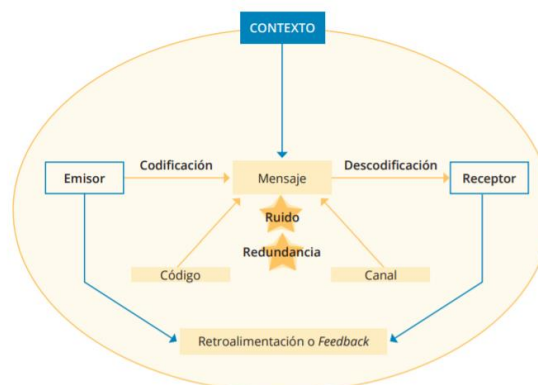 CONTEXTO
Codificación
Descodificación
Emisor
Mensaje
Receptor
Ruido
Redundancia
Código
Canal
Retroalimentación o Feedback